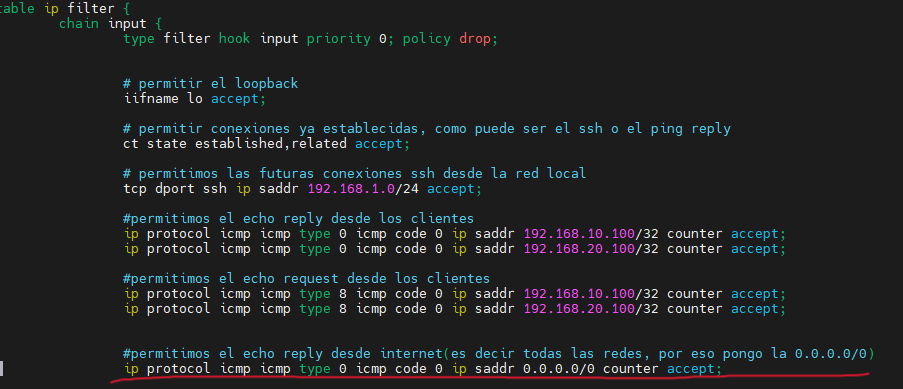 table ip filter {
chain input {
type filter hook input priority 0; policy drop;
# permitir el loopback
iifname lo accept;
# permitir conexiones ya establecidas, como puede ser el ssh o el ping reply
ct state established,related accept;
# permitimos las futuras conexiones ssh desde la red local
tcp dport ssh ip saddr 192.168.1.0/24 accept;
#permitimos el echo reply desde los clientes
ip protocol icmp icmp type 0 icmp code 0 ip saddr 192.168.10.100/32 counter accept;
ip protocol icmp icmp type 0 icmp code 0 ip saddr 192.168.20.100/32 counter accept;
#permitimos el echo request desde los clientes
ip protocol icmp icmp type 8 icmp code 0 ip saddr 192.168.10.100/32 counter accept;
ip protocol icmp icmp type 8 icmp code 0 ip saddr 192.168.20.100/32 counter accept;
#permitimos el echo reply desde internet(es decir todas las redes, por eso pongo la 0.0.0.0/0)
ip protocol icmp icmp type 0 icmp code 0 ip saddr 0.0.0.0/0 counter accept;